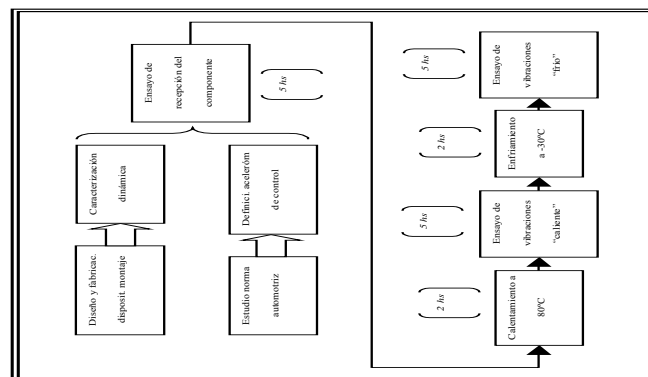 Diseño y fabricac.
disposit. montaje
Caracterización
dinámica
Estudio norma
automotriz
Definici. aceleróm
de control
Ensayo de
recepción del
componente
5 hs
Calentamiento a
80ºC
2 hs
Ensayo de
vibraciones
“caliente”
5 hs
Enfriamiento
a -30ºC
2 hs
Ensayo de
vibraciones
“frio”
5 hs